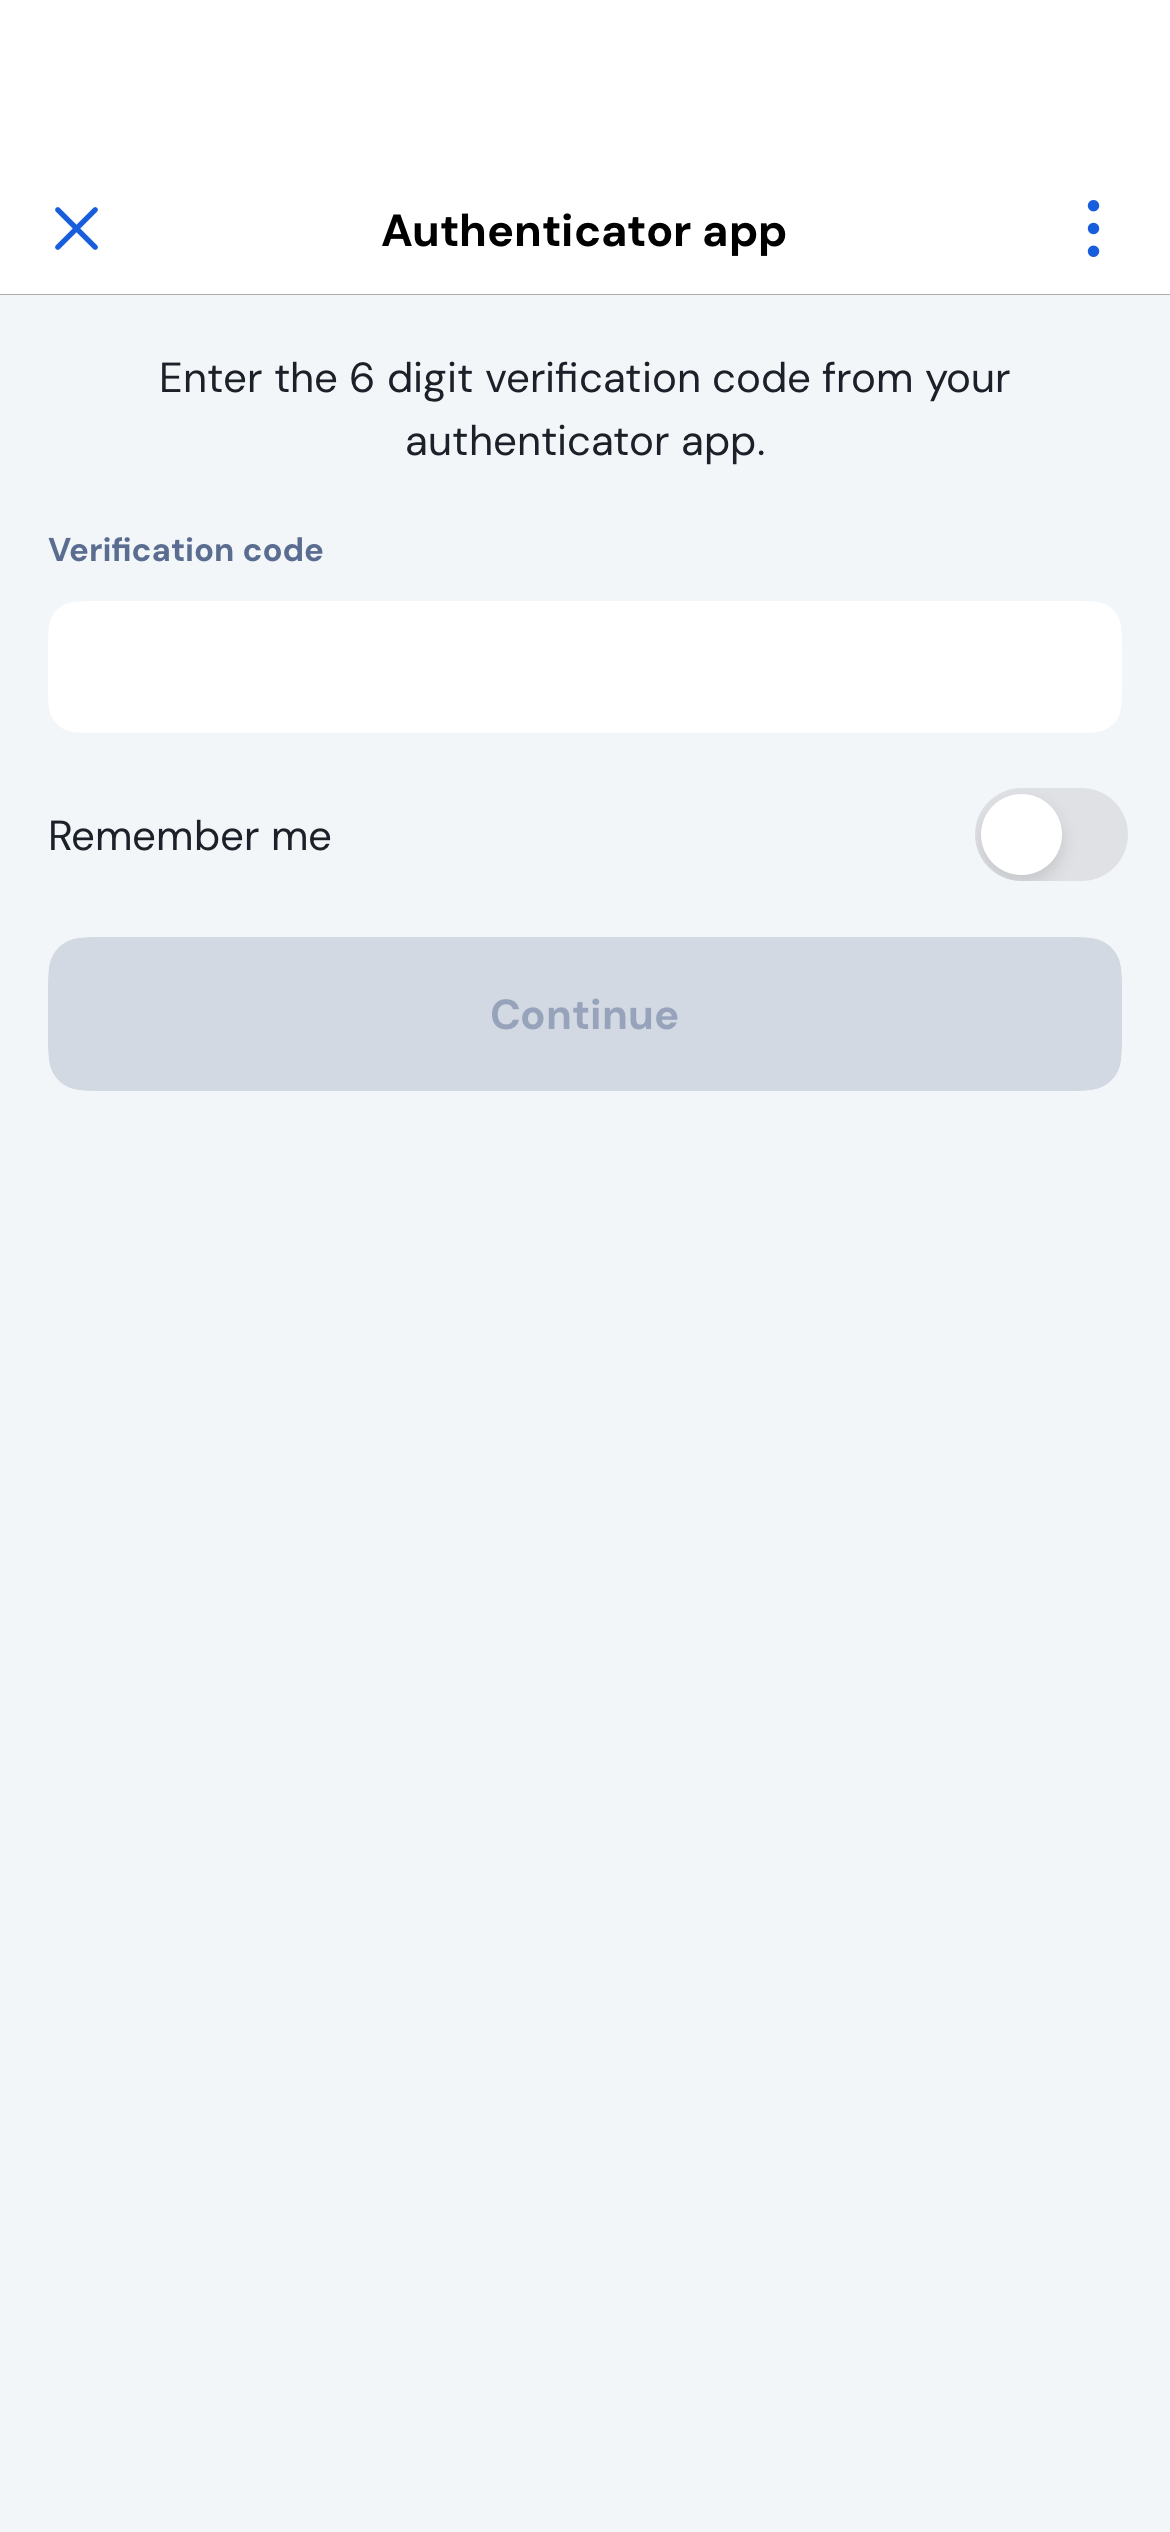 Authenticator app
Enter the 6 digit verification code from your
authenticator app.
Verification code
Remember me
Continue